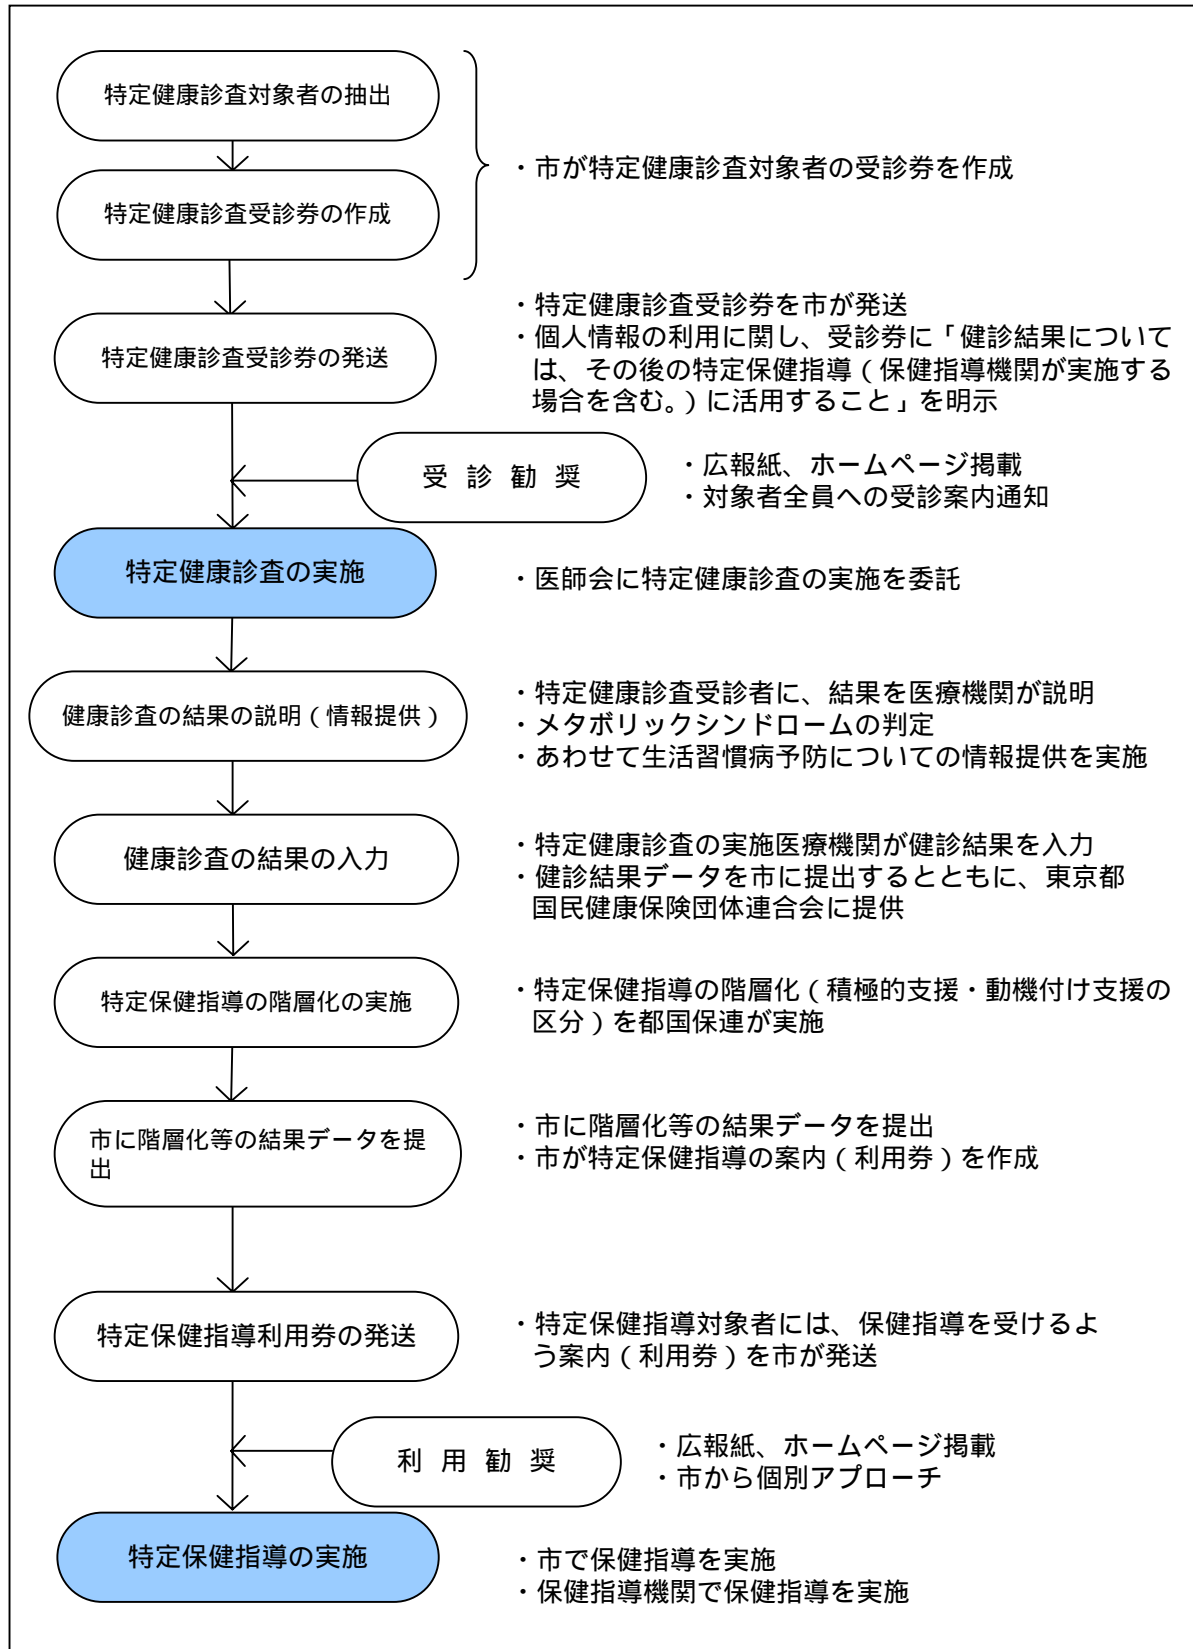 特定健康診査対象者の抽出
・市が特定健康診査対象者の受診券を作成
特定健康診査受診券の作成
・特定健康診査受診券を市が発送
・個人情報の利用に関し、受診券に「健診結果について
は、その後の特定保健指導（保健指導機関が実施する
場合を含む。）に活用すること」を明示
特定健康診査受診券の発送
受 診 勧 奨
・広報紙、ホームページ掲載
・対象者全員への受診案内通知
特定健康診査の実施
・医師会に特定健康診査の実施を委託
健康診査の結果の説明（情報提供）
・特定健康診査受診者に、結果を医療機関が説明
・メタボリックシンドロームの判定
・あわせて生活習慣病予防についての情報提供を実施
健康診査の結果の入力
・特定健康診査の実施医療機関が健診結果を入力
・健診結果データを市に提出するとともに、東京都
国民健康保険団体連合会に提供
特定保健指導の階層化の実施
・特定保健指導の階層化（積極的支援・動機付け支援の
区分）を都国保連が実施
市に階層化等の結果データを提
出
・市に階層化等の結果データを提出
・市が特定保健指導の案内（利用券）を作成
特定保健指導利用券の発送
・特定保健指導対象者には、保健指導を受けるよ
う案内（利用券）を市が発送
利 用 勧 奨
・広報紙、ホームページ掲載
・市から個別アプローチ
特定保健指導の実施
・市で保健指導を実施
・保健指導機関で保健指導を実施